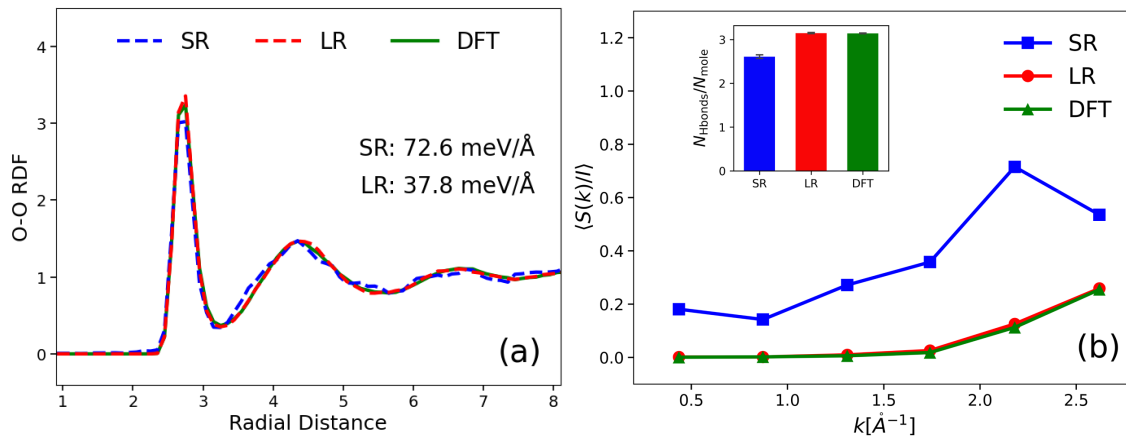 SR LR DFT
SR: 72.6 meV/Å
LR: 37.8 meV/Å
O-O RDF
4
3
2
1
0
1 2 3 4 5 6 7 8
Radial Distance
(a)
SR
LR
DFT
⟨S(k)/l⟩
1.2
1.0
0.8
0.6
0.4
0.2
0.0
0.5 1.0 1.5 2.0 2.5
k[Å⁻¹]
(b)
N_Hbonds/N_mole
3
2
1
0
SR LR DFT